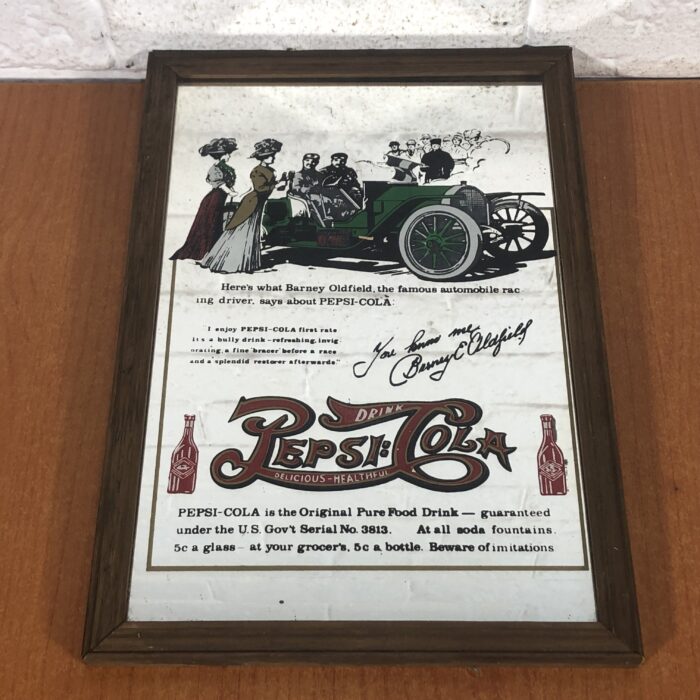 Here's what Barney Oldfield, the famous automobile rac
ing driver, says about PEPSI-COLA:
"I enjoy PEPSI-COLA first rate
its a bully drink-refreshing, invig
orating, a fine 'bracer' before a race
and a splendid restorer afterwards."
You know me
Barney E Oldfield
DRINK
PEPSI:COLA
DELICIOUS-HEALTHFUL
PEPSI-COLA is the Original Pure Food Drink — guaranteed
under the U.S. Gov't Serial No. 3813. At all soda fountains.
5c a glass - at your grocer's, 5c a bottle. Beware of imitations